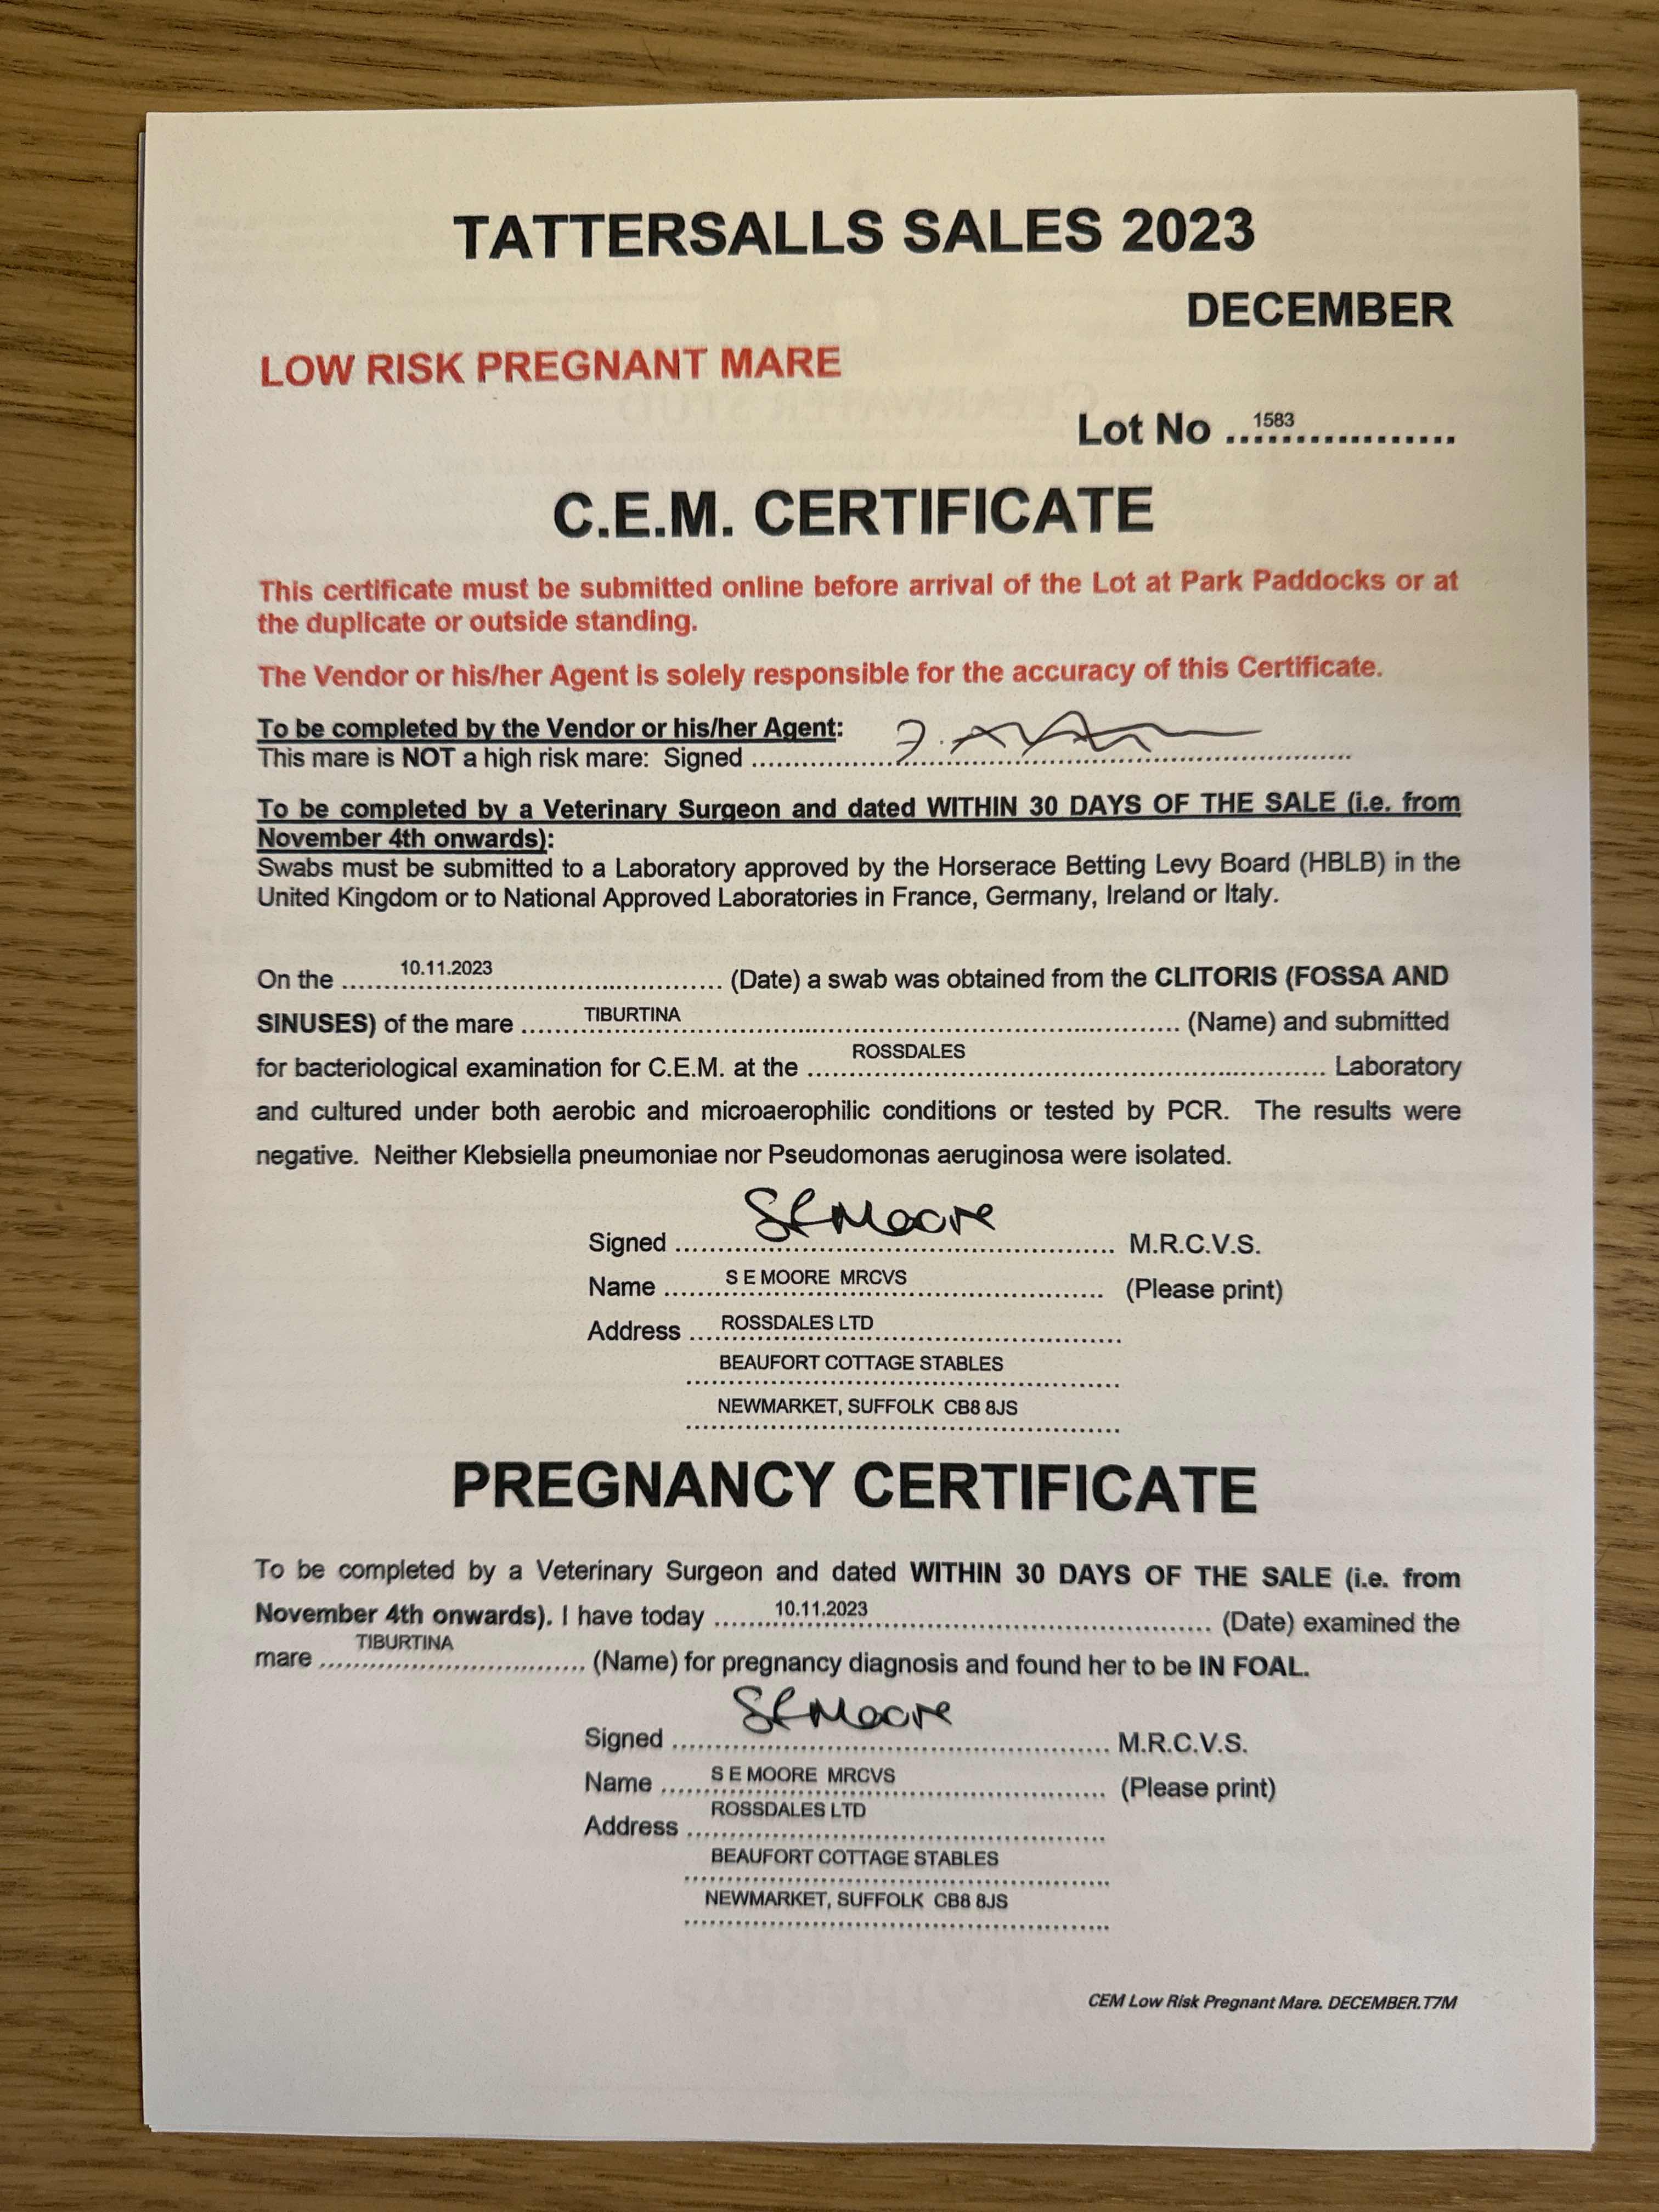 TATTERSALLS SALES 2023
DECEMBER
LOW RISK PREGNANT MARE
Lot No ....1583..............
C.E.M. CERTIFICATE
This certificate must be submitted online before arrival of the Lot at Park Paddocks or at
the duplicate or outside standing.
The Vendor or his/her Agent is solely responsible for the accuracy of this Certificate.
To be completed by the Vendor or his/her Agent:
This mare is NOT a high risk mare: Signed ....................
To be completed by a Veterinary Surgeon and dated WITHIN 30 DAYS OF THE SALE (i.e. from
November 4th onwards):
Swabs must be submitted to a Laboratory approved by the Horserace Betting Levy Board (HBLB) in the
United Kingdom or to National Approved Laboratories in France, Germany, Ireland or Italy.
On the ........10.11.2023.................... (Date) a swab was obtained from the CLITORIS (FOSSA AND
SINUSES) of the mare ........TIBURTINA.................... (Name) and submitted
for bacteriological examination for C.E.M. at the ....ROSSDALES.................... Laboratory
and cultured under both aerobic and microaerophilic conditions or tested by PCR. The results were
negative. Neither Klebsiella pneumoniae nor Pseudomonas aeruginosa were isolated.
Signed ........SEMoore............ M.R.C.V.S.
Name ......S E MOORE MRCVS.............. (Please print)
Address ....ROSSDALES LTD....................
BEAUFORT COTTAGE STABLES
NEWMARKET, SUFFOLK CB8 8JS
PREGNANCY CERTIFICATE
To be completed by a Veterinary Surgeon and dated WITHIN 30 DAYS OF THE SALE (i.e. from
November 4th onwards). I have today ......10.11.2023.................... (Date) examined the
mare ....TIBURTINA............ (Name) for pregnancy diagnosis and found her to be IN FOAL.
Signed ........SEMoore............ M.R.C.V.S.
Name ......S E MOORE MRCVS.............. (Please print)
Address ....ROSSDALES LTD....................
BEAUFORT COTTAGE STABLES
NEWMARKET, SUFFOLK CB8 8JS
CEM Low Risk Pregnant Mare. DECEMBER.T7M